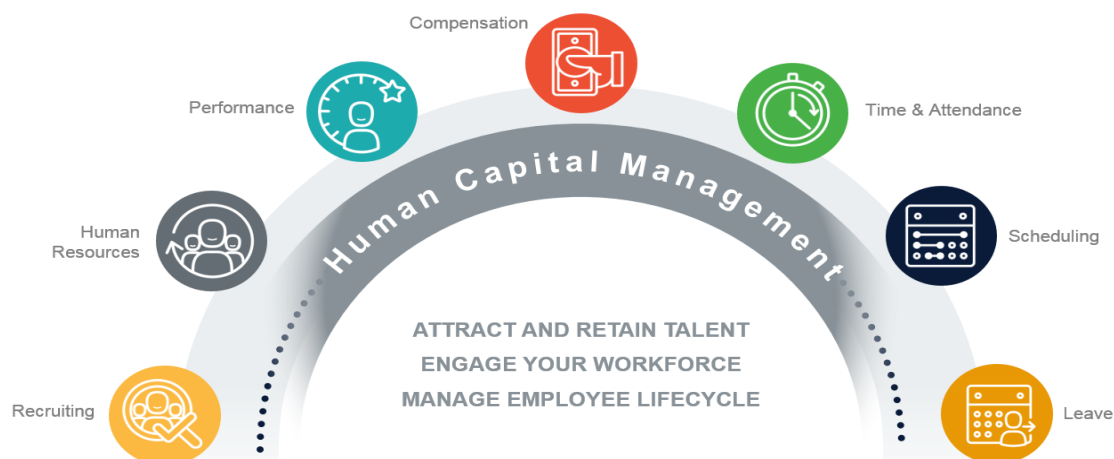 Compensation
Performance
Time & Attendance
Human Capital Management
Human
Resources
Scheduling
ATTRACT AND RETAIN TALENT
ENGAGE YOUR WORKFORCE
MANAGE EMPLOYEE LIFECYCLE
Recruiting
Leave